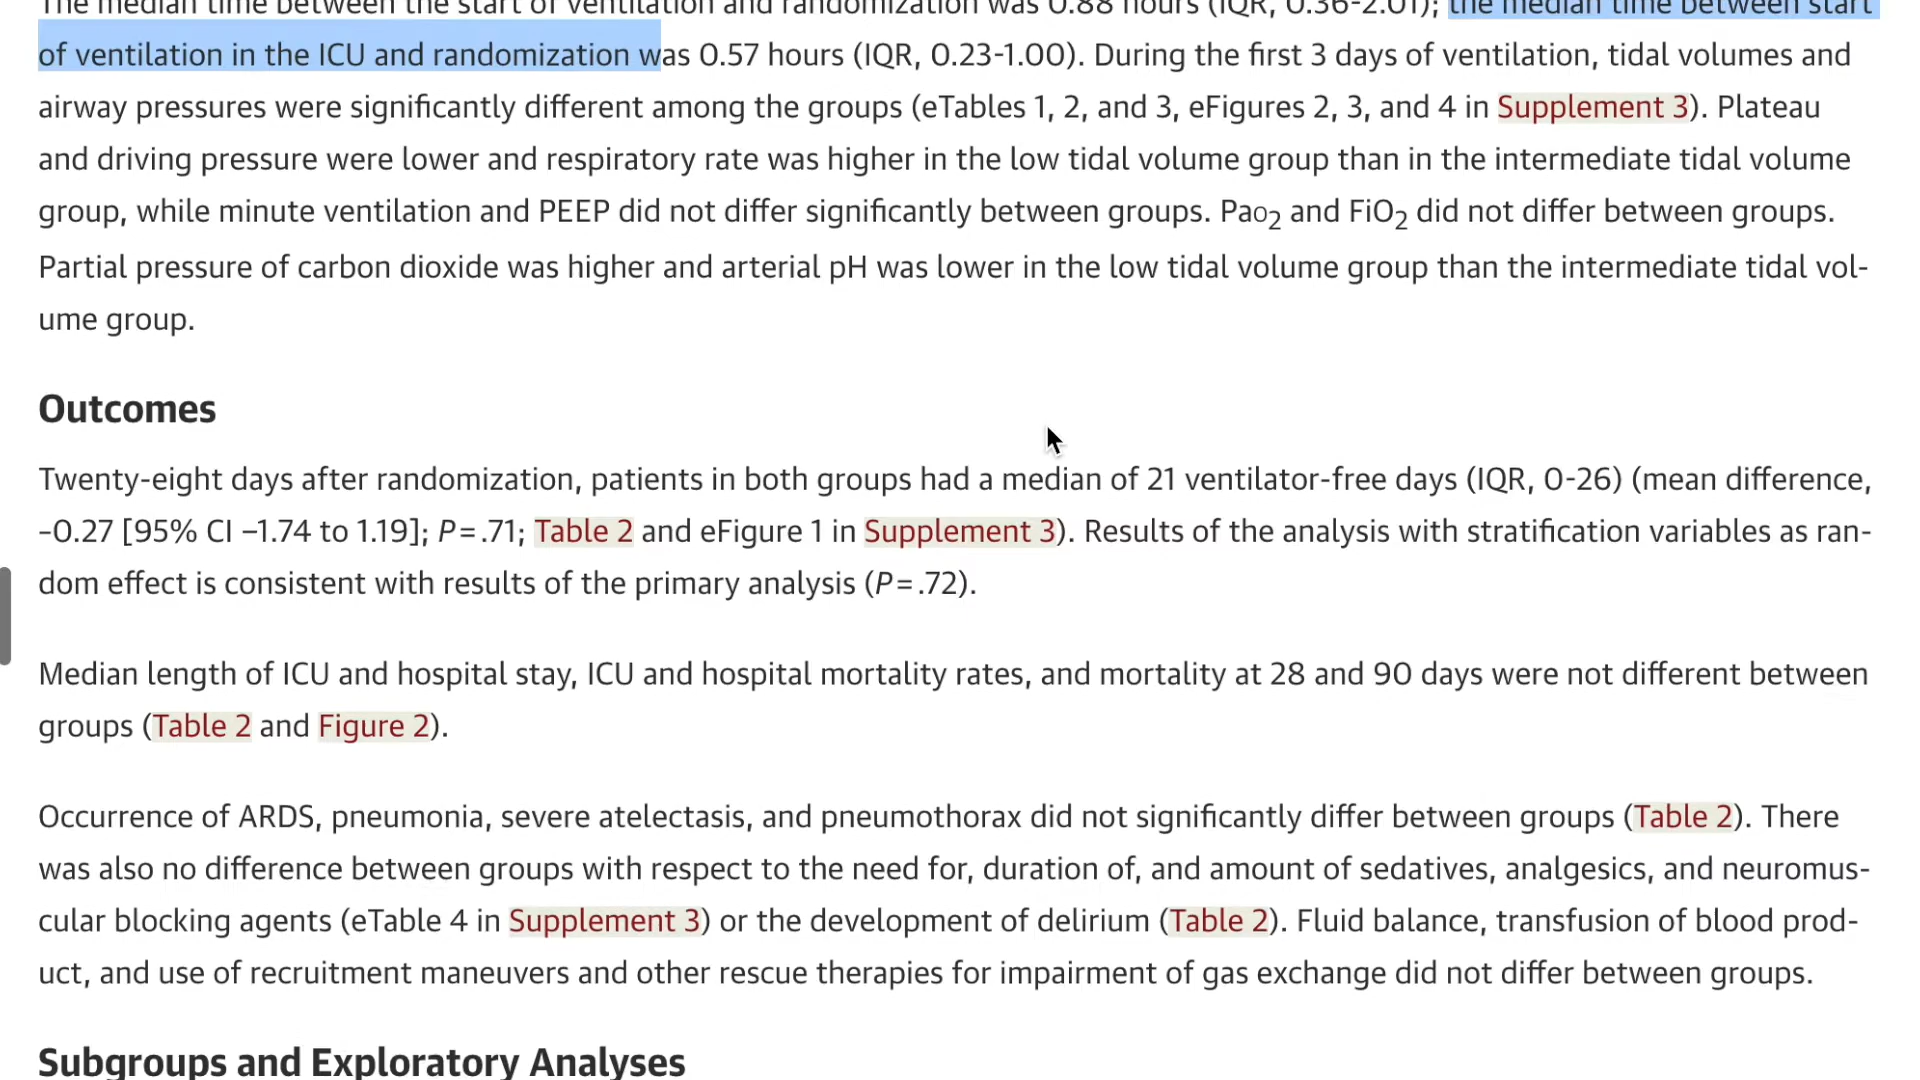 The median time between the start of ventilation and randomization was 0.88 hours (IQR, 0.36-2.01); the median time between start
of ventilation in the ICU and randomization was 0.57 hours (IQR, 0.23-1.00). During the first 3 days of ventilation, tidal volumes and
airway pressures were significantly different among the groups (eTables 1, 2, and 3, eFigures 2, 3, and 4 in Supplement 3). Plateau
and driving pressure were lower and respiratory rate was higher in the low tidal volume group than in the intermediate tidal volume
group, while minute ventilation and PEEP did not differ significantly between groups. Pao₂ and FiO₂ did not differ between groups.
Partial pressure of carbon dioxide was higher and arterial pH was lower in the low tidal volume group than the intermediate tidal vol-
ume group.
Outcomes
Twenty-eight days after randomization, patients in both groups had a median of 21 ventilator-free days (IQR, 0-26) (mean difference,
–0.27 [95% CI –1.74 to 1.19]; P = .71; Table 2 and eFigure 1 in Supplement 3). Results of the analysis with stratification variables as ran-
dom effect is consistent with results of the primary analysis (P = .72).
Median length of ICU and hospital stay, ICU and hospital mortality rates, and mortality at 28 and 90 days were not different between
groups (Table 2 and Figure 2).
Occurrence of ARDS, pneumonia, severe atelectasis, and pneumothorax did not significantly differ between groups (Table 2). There
was also no difference between groups with respect to the need for, duration of, and amount of sedatives, analgesics, and neuromus-
cular blocking agents (eTable 4 in Supplement 3) or the development of delirium (Table 2). Fluid balance, transfusion of blood prod-
uct, and use of recruitment maneuvers and other rescue therapies for impairment of gas exchange did not differ between groups.
Subgroups and Exploratory Analyses